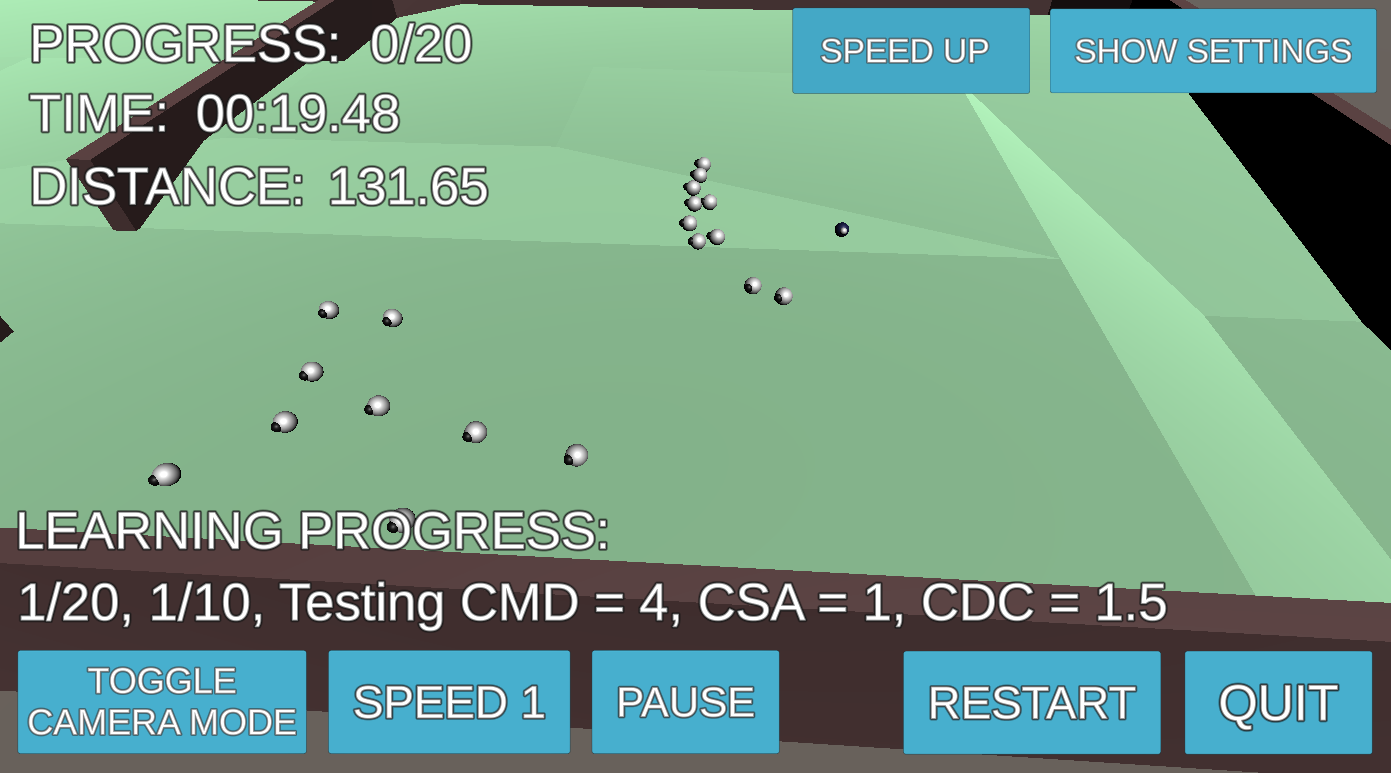 PROGRESS: 0/20
SPEED UP
SHOW SETTINGS
TIME: 00:19.48
DISTANCE: 131.65
LEARNING PROGRESS:
1/20, 1/10, Testing CMD = 4, CSA = 1, CDC = 1.5
TOGGLE
CAMERA MODE
SPEED 1
PAUSE
RESTART
QUIT